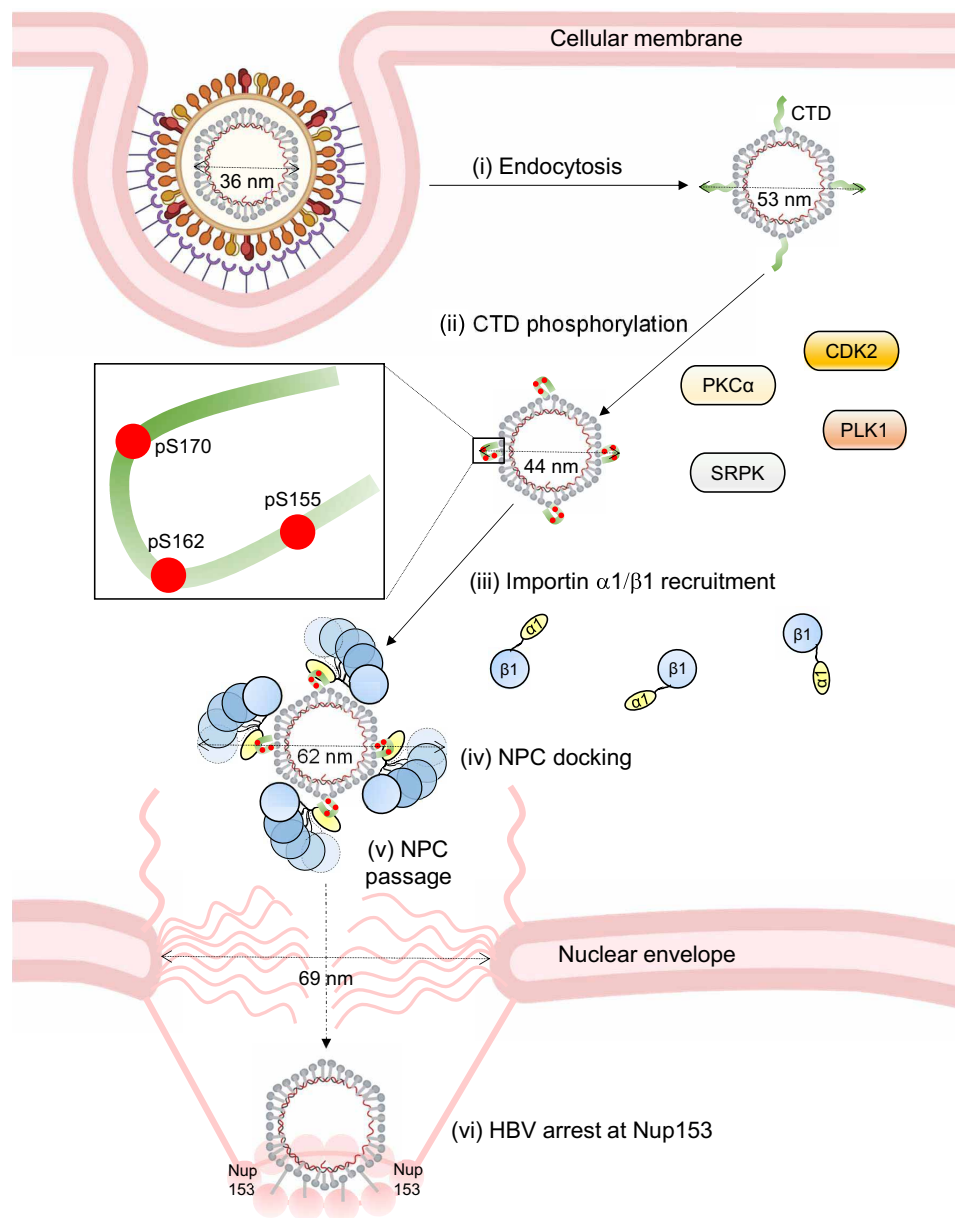 Cellular membrane
CTD
36 nm
(i) Endocytosis
53 nm
(ii) CTD phosphorylation
CDK2
PKCα
PLK1
SRPK
pS170
pS155
pS162
44 nm
(iii) Importin α1/β1 recruitment
α1
β1
β1
α1
β1
α1
62 nm
(iv) NPC docking
(v) NPC
passage
Nuclear envelope
69 nm
(vi) HBV arrest at Nup153
Nup
153
Nup
153